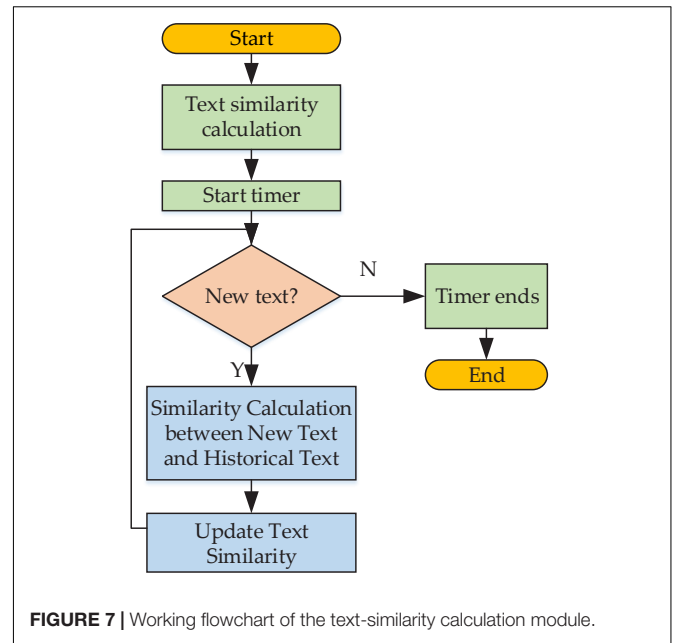 Start
Text similarity
calculation
Start timer
New text?
N
Timer ends
End
Y
Similarity Calculation
between New Text
and Historical Text
Update Text
Similarity
FIGURE 7 | Working flowchart of the text-similarity calculation module.